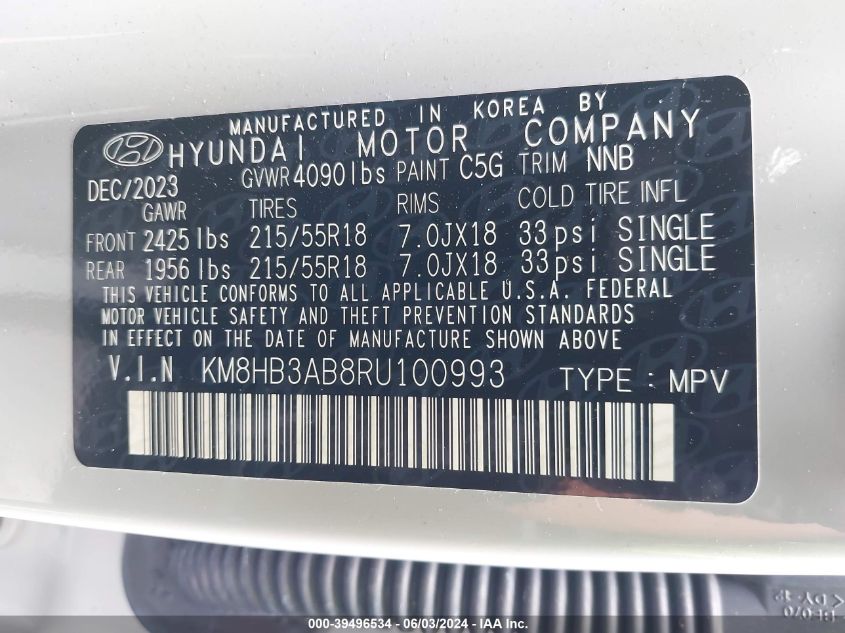 MANUFACTURED IN KOREA BY
HYUNDAI MOTOR COMPANY
DEC/2023 GVWR 4090 lbs PAINT C5G TRIM NNB
GAWR TIRES RIMS COLD TIRE INFL
FRONT 2425 lbs 215/55R18 7.0JX18 33psi SINGLE
REAR 1956 lbs 215/55R18 7.0JX18 33psi SINGLE
THIS VEHICLE CONFORMS TO ALL APPLICABLE U.S.A. FEDERAL
MOTOR VEHICLE SAFETY AND THEFT PREVENTION STANDARDS
IN EFFECT ON THE DATE OF MANUFACTURE SHOWN ABOVE
V.I.N KM8HB3AB8RU100993 TYPE : MPV
000-39496534 / 06/03/2024 - IAA Inc.